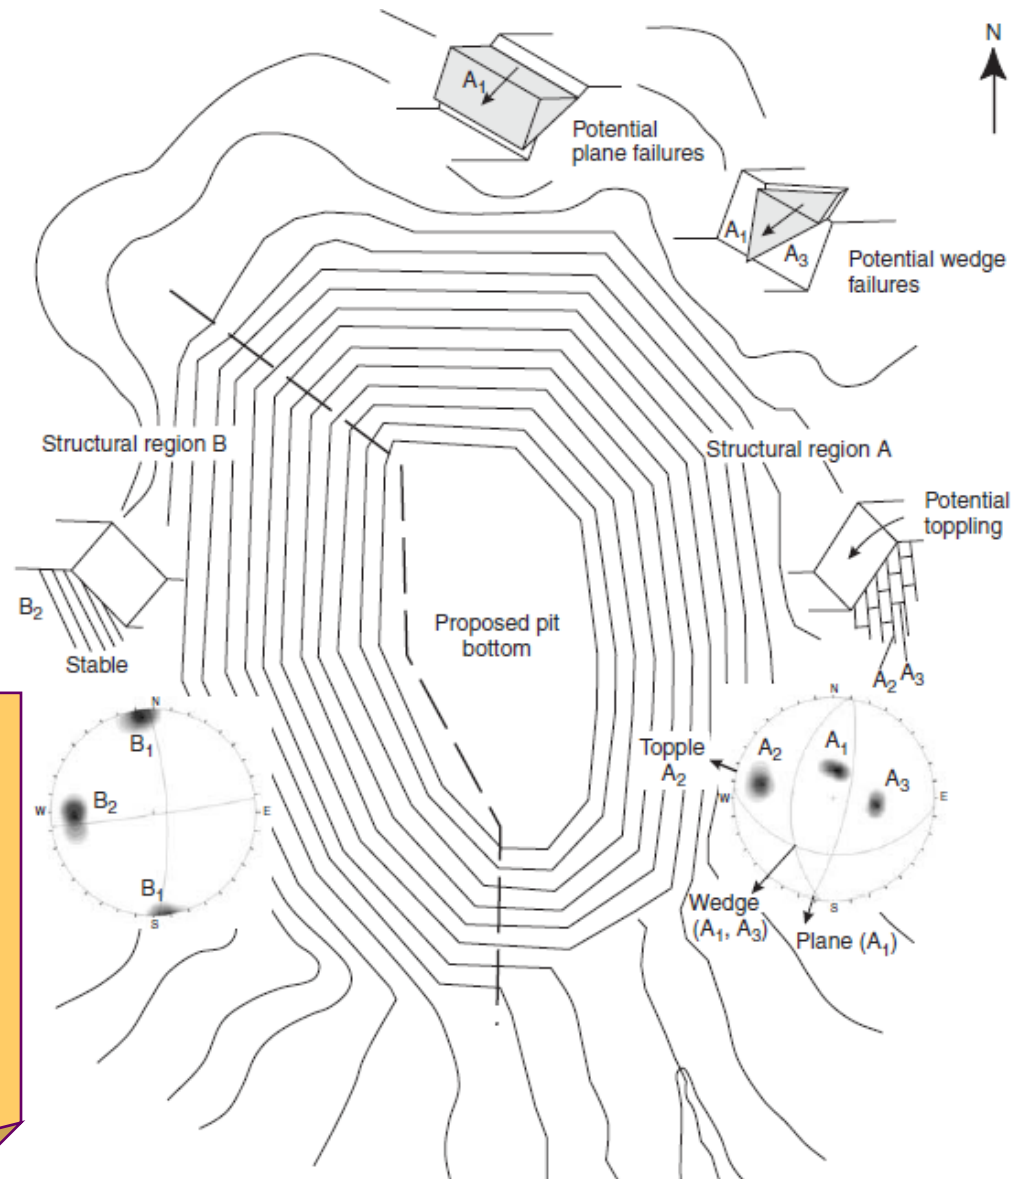 N
A1
Potential
plane failures
A1
A3
Potential wedge
failures
Structural region B
Structural region A
Potential
toppling
B2
Stable
Proposed pit
bottom
A2 A3
N
B1
W
B2
E
B1
S
Topple
A2
N
A2
A1
A3
W
E
S
Wedge
(A1, A3)
Plane (A1)